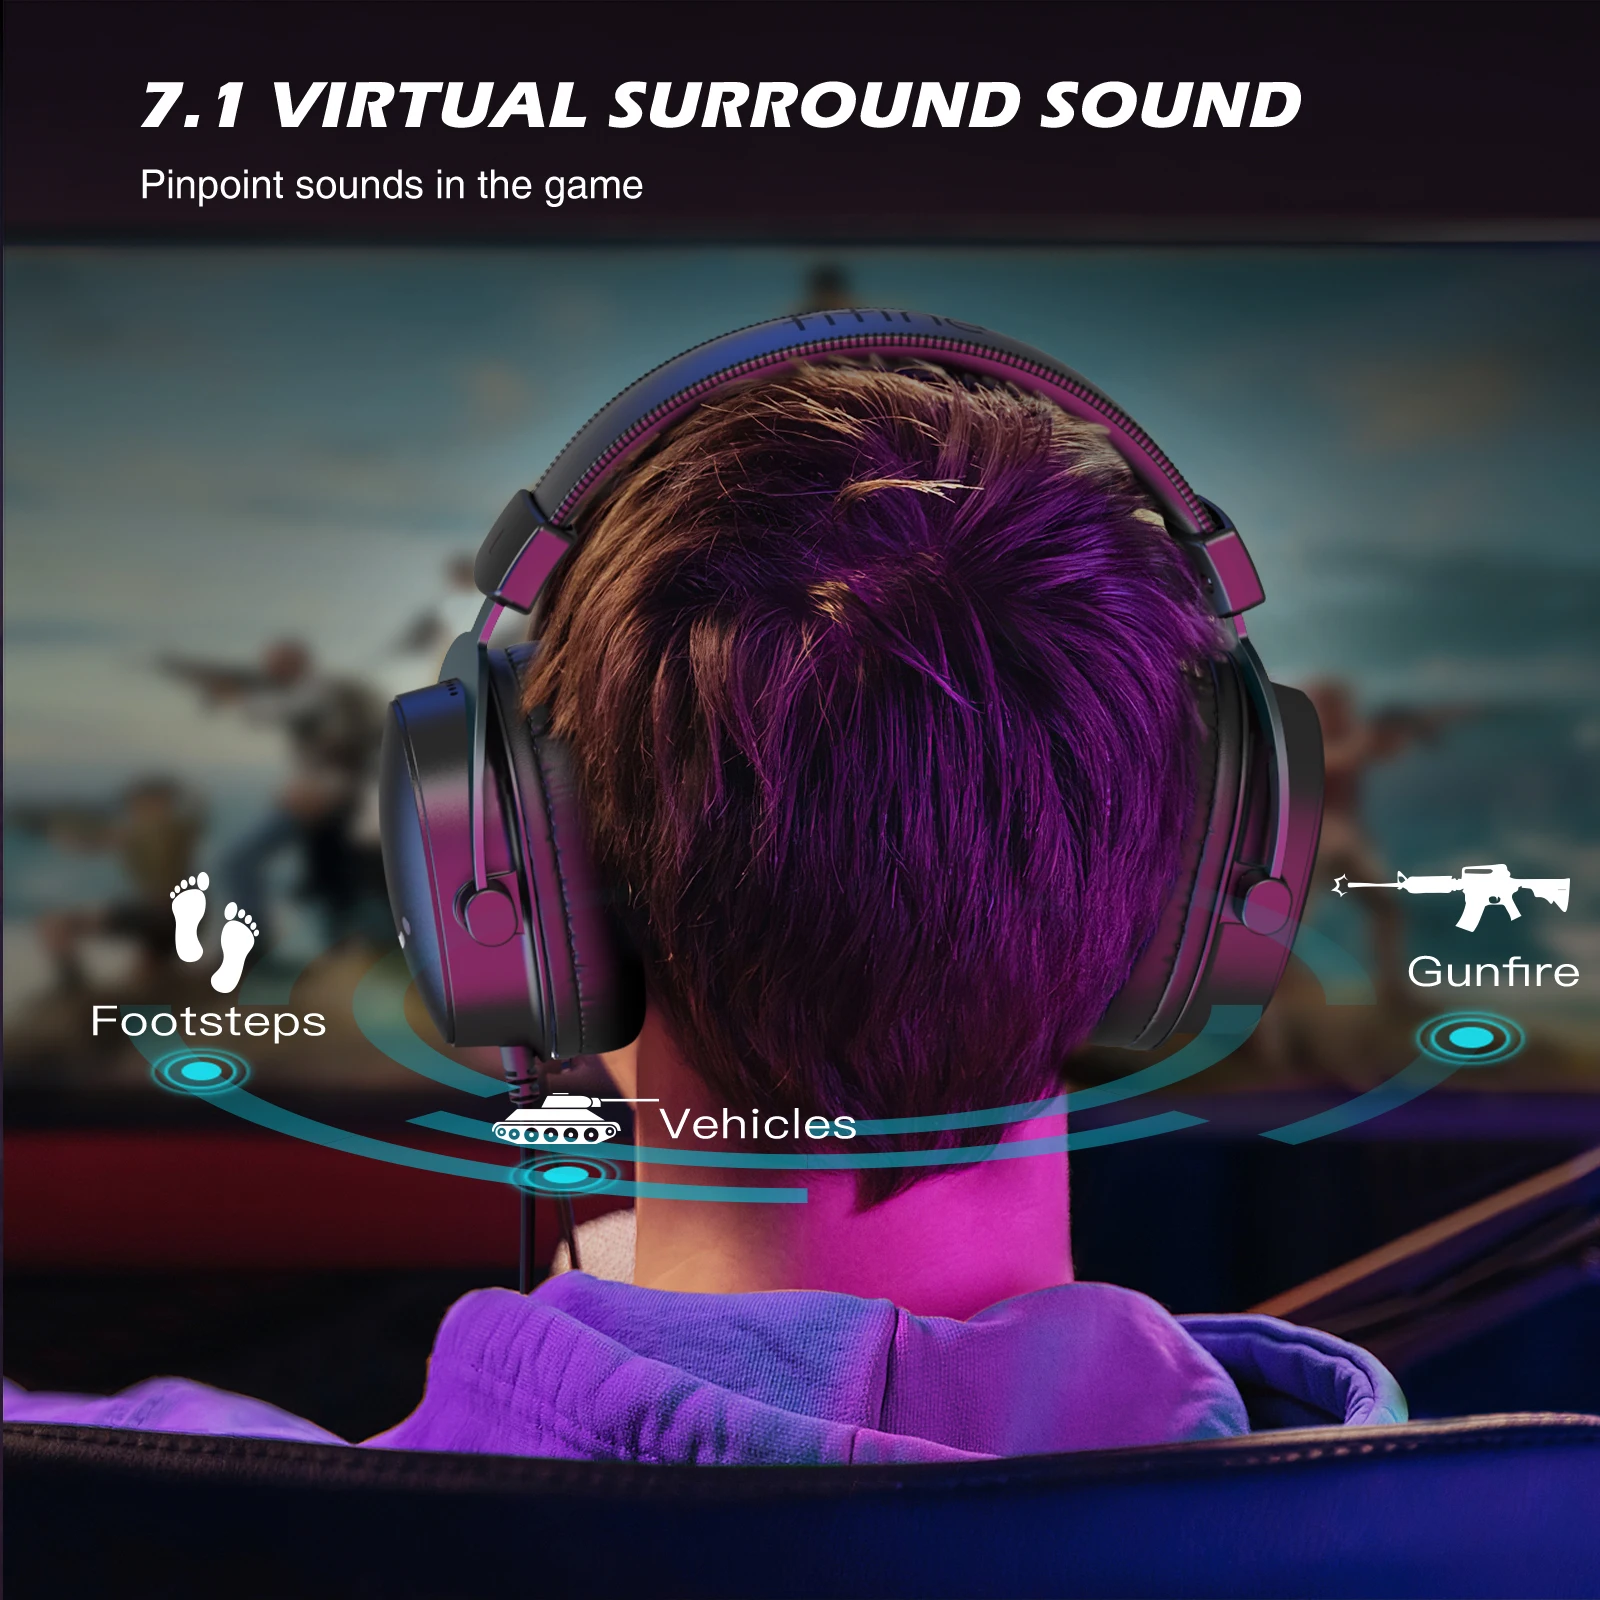 7.1 VIRTUAL SURROUND SOUND
Pinpoint sounds in the game
Gunfire
Footsteps
Vehicles